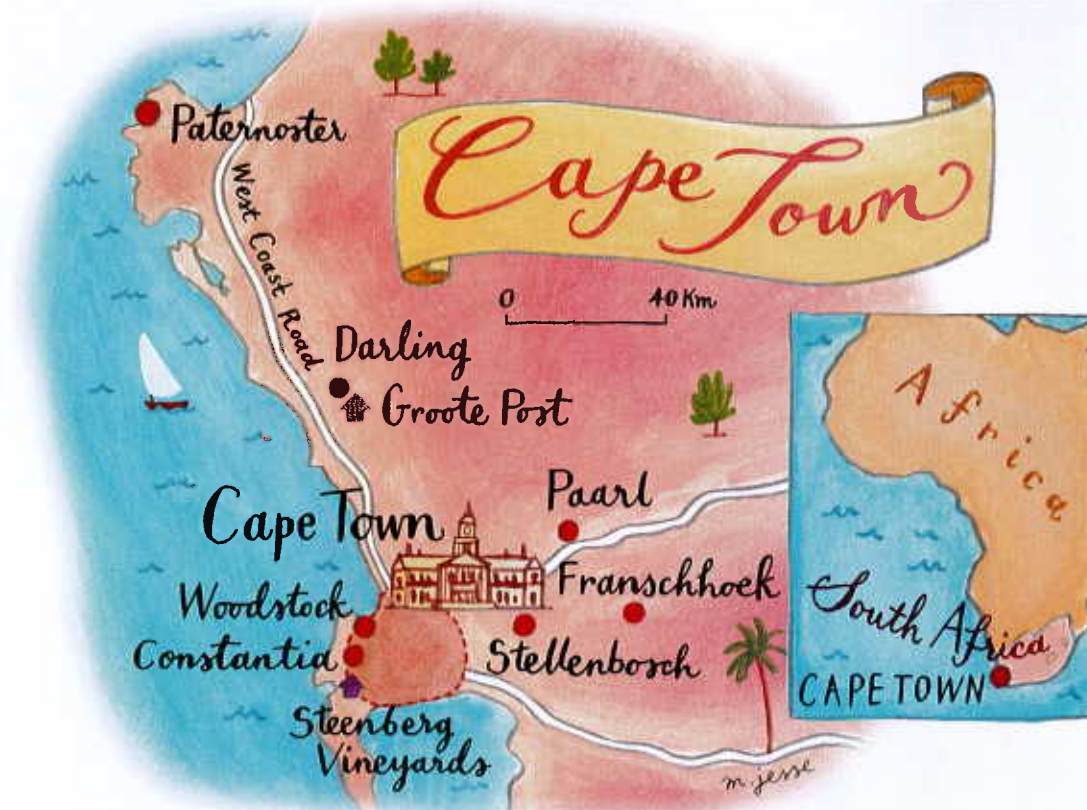 Paternoster
Cape Town
West Coast Road
0 40 Km
Darling
Groote Post
Africa
Paarl
Cape Town
Franschhoek
Woodstock
South Africa
Constantia
Stellenbosch
CAPE TOWN
Steenberg
Vineyards
m. jesse